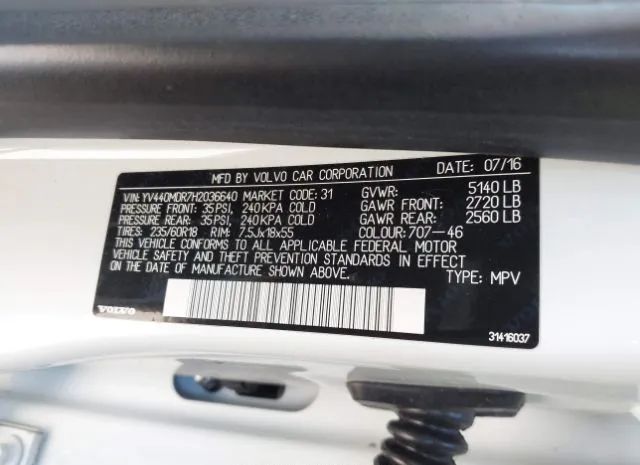 MFD BY VOLVO CAR CORPORATION DATE: 07/16
VIN: YV440MDR7H2036640 MARKET CODE: 31 GVWR: 5140 LB
PRESSURE FRONT: 35PSI, 240KPA COLD GAWR FRONT: 2720 LB
PRESSURE REAR: 35PSI, 240KPA COLD GAWR REAR: 2560 LB
TIRES: 235/60R18 RIM: 7.5Jx18x55 COLOUR: 707-46
THIS VEHICLE CONFORMS TO ALL APPLICABLE FEDERAL MOTOR
VEHICLE SAFETY AND THEFT PREVENTION STANDARDS IN EFFECT
ON THE DATE OF MANUFACTURE SHOWN ABOVE. TYPE: MPV
VOLVO 31416037